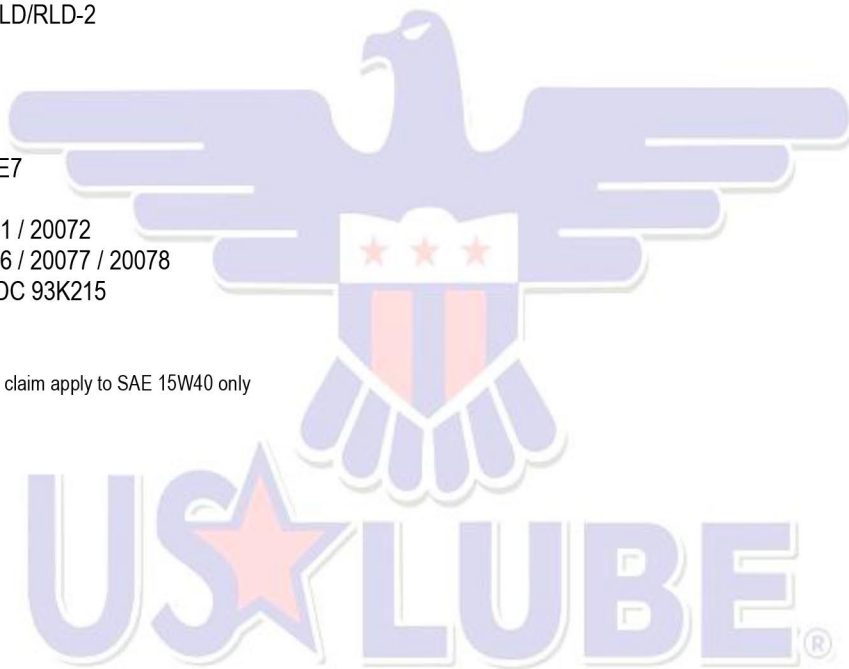 LD/RLD-2
E7
1 / 20072
6 / 20077 / 20078
DC 93K215
claim apply to SAE 15W40 only
US LUBE
®